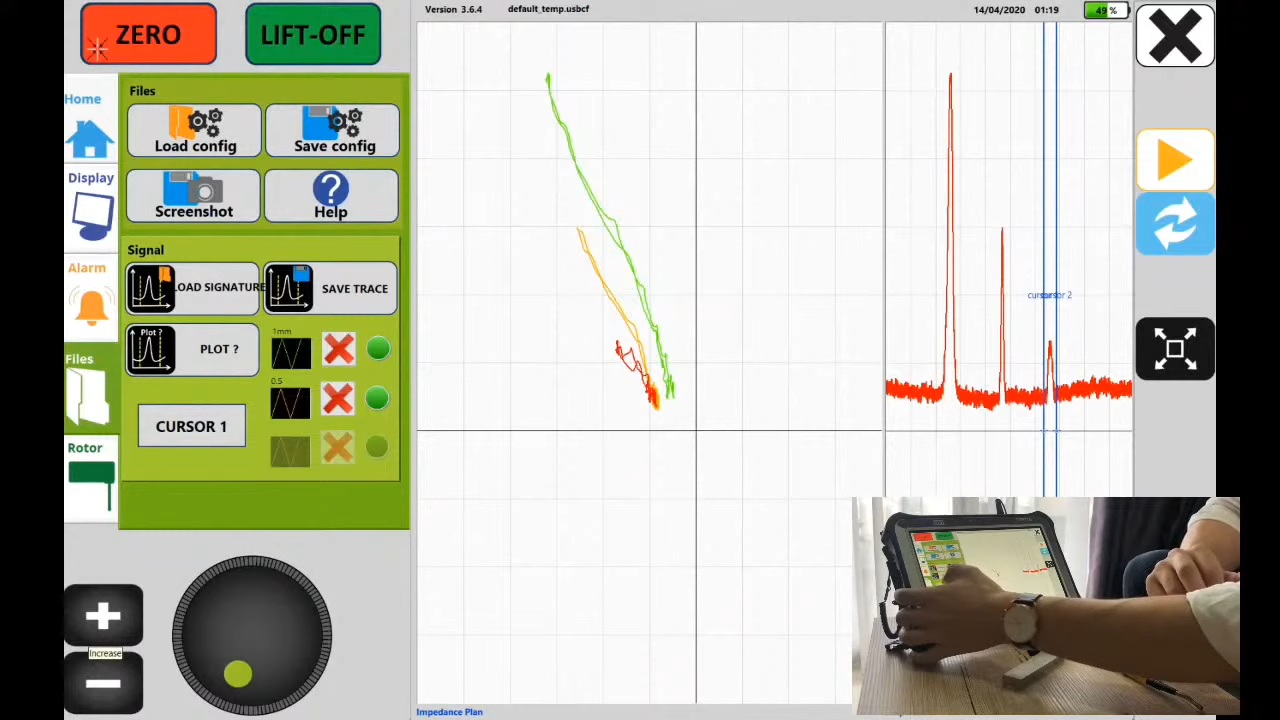 Version 3.6.4 default_temp.usbcf 14/04/2020 01:19 49 %
ZERO
LIFT-OFF
Home
Display
Alarm
Files
Rotor
Files
Load config
Save config
Screenshot
?
Help
Signal
LOAD SIGNATURE
SAVE TRACE
Plot ?
PLOT ?
1mm
0.5
CURSOR 1
Increase
cursor 2
Impedance Plan